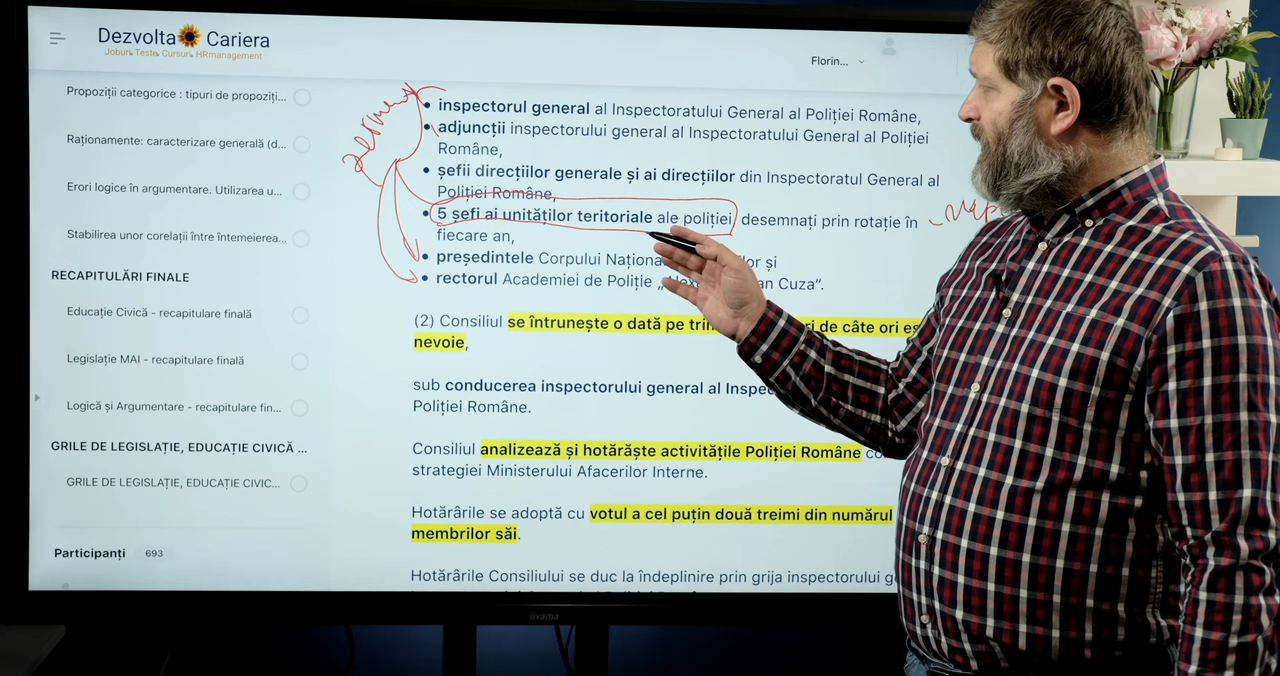 Dezvolta Cariera
Joburi. Teste. Cursuri. HRmanagement
Florin...
Propoziții categorice : tipuri de propoziți...
Raționamente: caracterizare generală (d...
Erori logice în argumentare. Utilizarea u...
Stabilirea unor corelații între întemeierea...
RECAPITULĂRI FINALE
Educație Civică - recapitulare finală
Legislație MAI - recapitulare finală
Logică și Argumentare - recapitulare fin...
GRILE DE LEGISLAȚIE, EDUCAȚIE CIVICĂ ...
GRILE DE LEGISLAȚIE, EDUCAȚIE CIVIC...
Participanți 693
• inspectorul general al Inspectoratului General al Poliției Române,
• adjuncții inspectorului general al Inspectoratului General al Poliției
Române,
• șefii direcțiilor generale și ai direcțiilor din Inspectoratul General al
Poliției Române,
• 5 șefi ai unităților teritoriale ale poliției, desemnați prin rotație în
fiecare an,
• președintele Corpului Național și
• rectorul Academiei de Poliție Cuza“.
(2) Consiliul se întrunește o dată pe de câte ori
nevoie,
sub conducerea inspectorului general al
Poliției Române.
Consiliul analizează și hotărăște activitățile Poliției Române
strategiei Ministerului Afacerilor Interne.
Hotărârile se adoptă cu votul a cel puțin două treimi din numărul
membrilor săi.
Hotărârile Consiliului se duc la îndeplinire prin grija inspectorului
iiyama